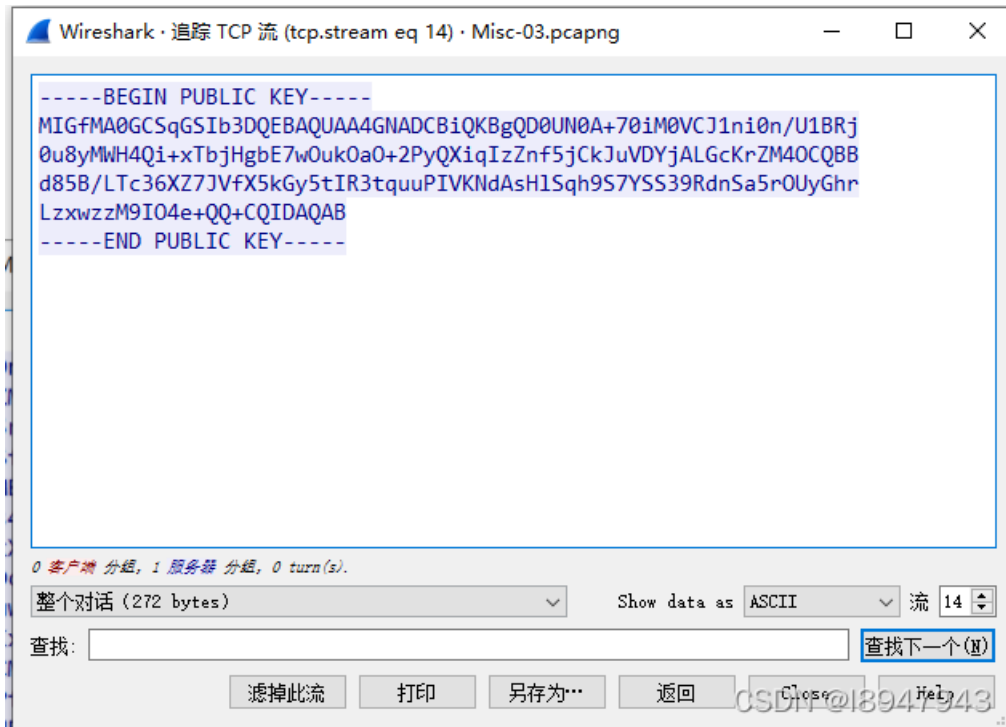 Wireshark · 追踪 TCP 流 (tcp.stream eq 14) · Misc-03.pcapng
-----BEGIN PUBLIC KEY-----
MIGfMA0GCSqGSIb3DQEBAQUAA4GNADCBiQKBgQD0UN0A+70iM0VCJ1ni0n/U1BRj
0u8yMWH4Qi+xTbjHgbE7wOukOaO+2PyQXiqIzZnf5jCkJuVDYjALGcKrZM4OCQBB
d85B/LTc36XZ7JVfX5kGy5tIR3tquuPIVKNdAsHlSqh9S7YSS39RdnSa5rOUyGhr
LzxwzzM9IO4e+QQ+CQIDAQAB
-----END PUBLIC KEY-----
0 客户端 分组, 1 服务器 分组, 0 turn(s).
整个对话 (272 bytes) Show data as ASCII 流 14
查找: 查找下一个(N)
滤掉此流 打印 另存为… 返回 Close Help
CSDN @l8947943